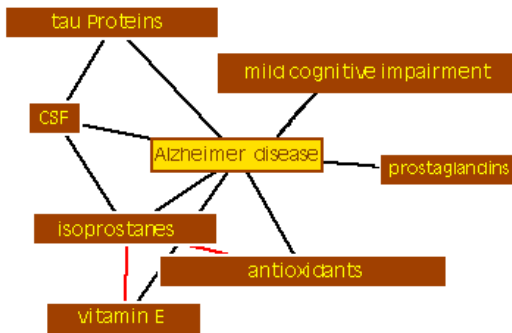 tau Proteins
mild cognitive impairment
CSF
Alzheimer disease
prostaglandins
isoprostanes
antioxidants
vitamin E